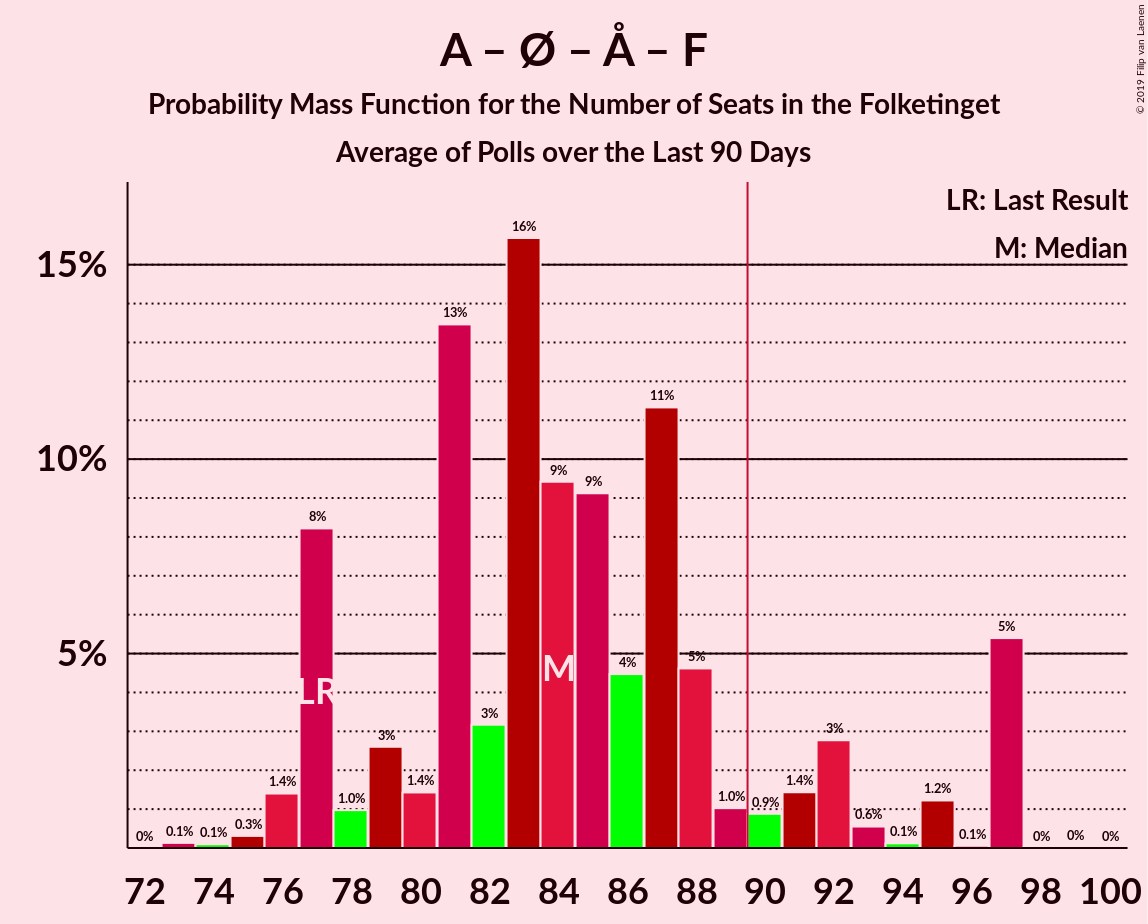 A – Ø – Å – F
Probability Mass Function for the Number of Seats in the Folketinget
Average of Polls over the Last 90 Days
© 2019 Filip van Laenen
LR: Last Result
M: Median
15%
10%
5%
0% 0.1% 0.1% 0.3% 1.4% 8% 1.0% 3% 1.4% 13% 3% 16% 9% 9% 4% 11% 5% 1.0% 0.9% 1.4% 3% 0.6% 0.1% 1.2% 0.1% 5% 0% 0% 0%
LR
M
72 74 76 78 80 82 84 86 88 90 92 94 96 98 100